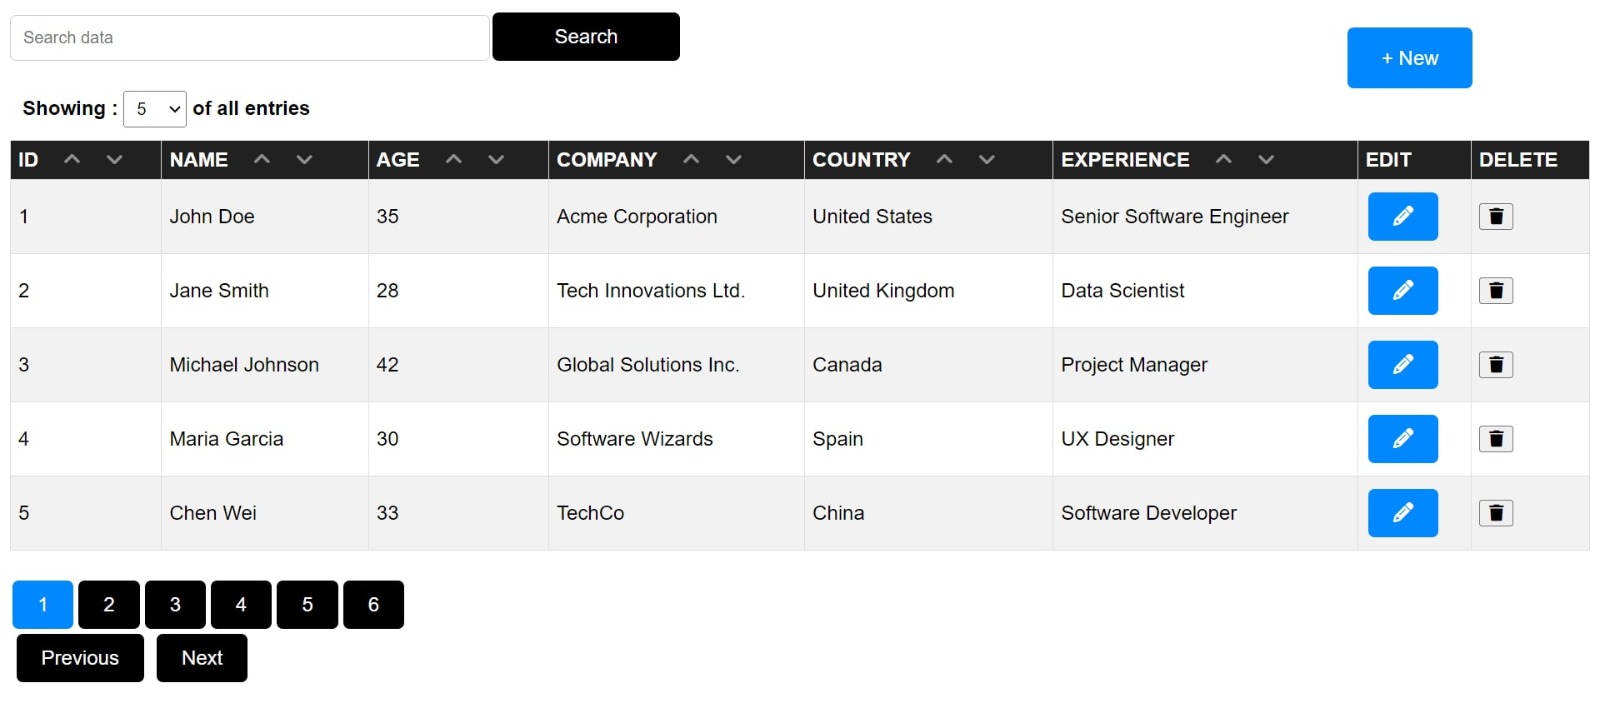 Search data Search
+ New
Showing : 5 of all entries
ID NAME AGE COMPANY COUNTRY EXPERIENCE EDIT DELETE
1 John Doe 35 Acme Corporation United States Senior Software Engineer
2 Jane Smith 28 Tech Innovations Ltd. United Kingdom Data Scientist
3 Michael Johnson 42 Global Solutions Inc. Canada Project Manager
4 Maria Garcia 30 Software Wizards Spain UX Designer
5 Chen Wei 33 TechCo China Software Developer
1 2 3 4 5 6
Previous Next